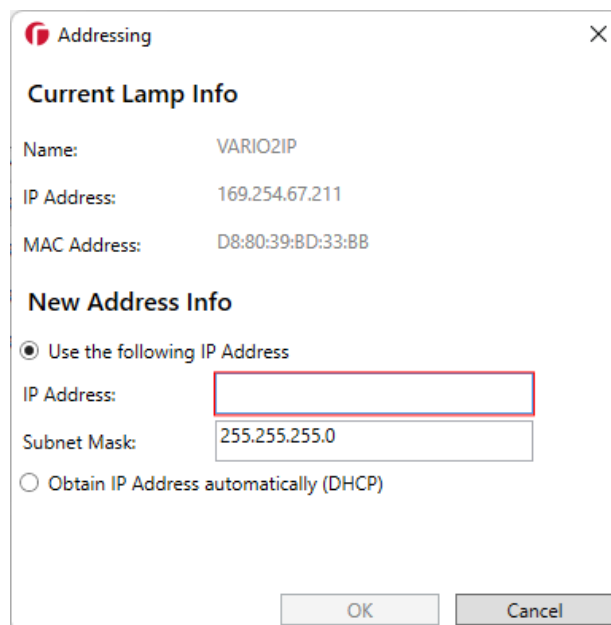 Addressing
Current Lamp Info
Name: VARIO2IP
IP Address: 169.254.67.211
MAC Address: D8:80:39:BD:33:BB
New Address Info
Use the following IP Address
IP Address:
Subnet Mask: 255.255.255.0
Obtain IP Address automatically (DHCP)
OK Cancel